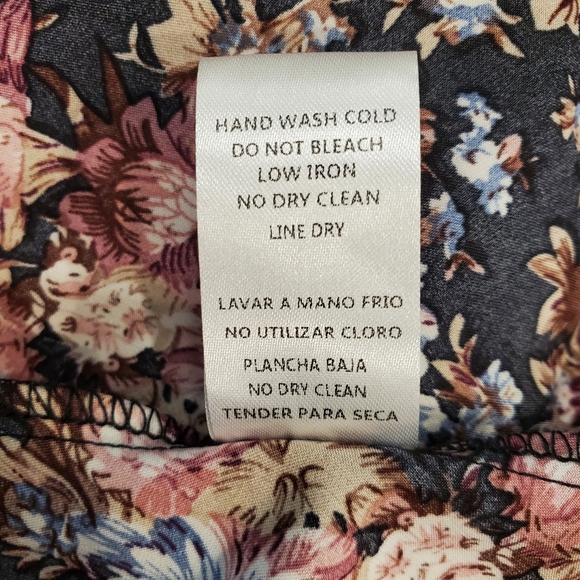 HAND WASH COLD
DO NOT BLEACH
LOW IRON
NO DRY CLEAN
LINE DRY
LAVAR A MANO FRIO
NO UTILIZAR CLORO
PLANCHA BAJA
NO DRY CLEAN
TENDER PARA SECA